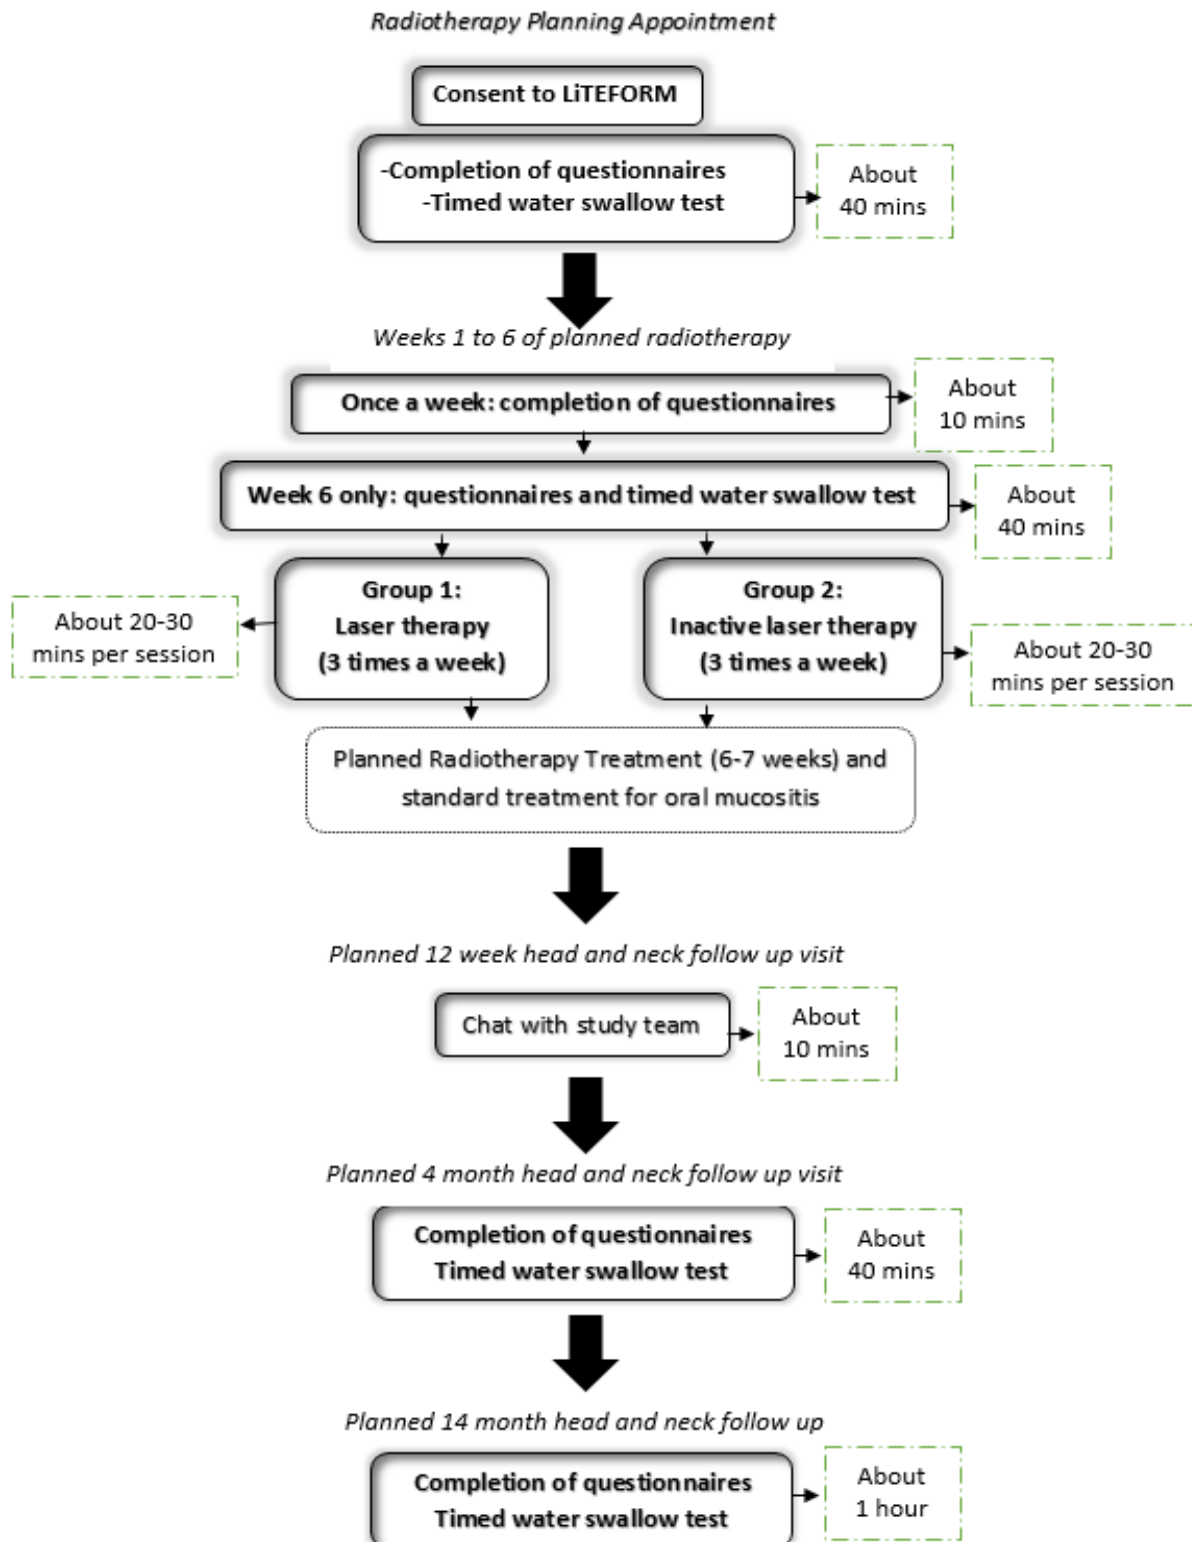 Radiotherapy Planning Appointment
Consent to LiTEFORM
-Completion of questionnaires
-Timed water swallow test
About
40 mins
Weeks 1 to 6 of planned radiotherapy
Once a week: completion of questionnaires
About
10 mins
Week 6 only: questionnaires and timed water swallow test
About
40 mins
Group 1:
Laser therapy
(3 times a week)
About 20-30
mins per session
Group 2:
Inactive laser therapy
(3 times a week)
About 20-30
mins per session
Planned Radiotherapy Treatment (6-7 weeks) and
standard treatment for oral mucositis
Planned 12 week head and neck follow up visit
Chat with study team
About
10 mins
Planned 4 month head and neck follow up visit
Completion of questionnaires
Timed water swallow test
About
40 mins
Planned 14 month head and neck follow up
Completion of questionnaires
Timed water swallow test
About
1 hour